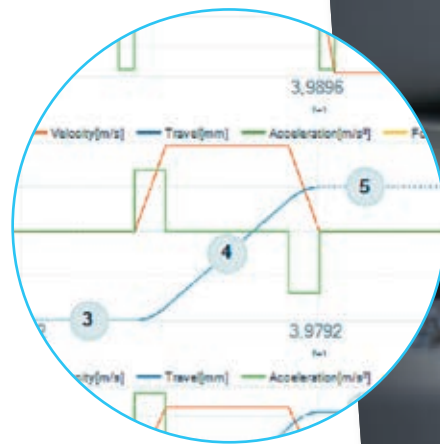 3,9896
[s]
Velocity[m/s] Travel[mm] Acceleration[m/s²]
5
4
3
3,9792
[s]
Travel[mm] Acceleration[m/s²]